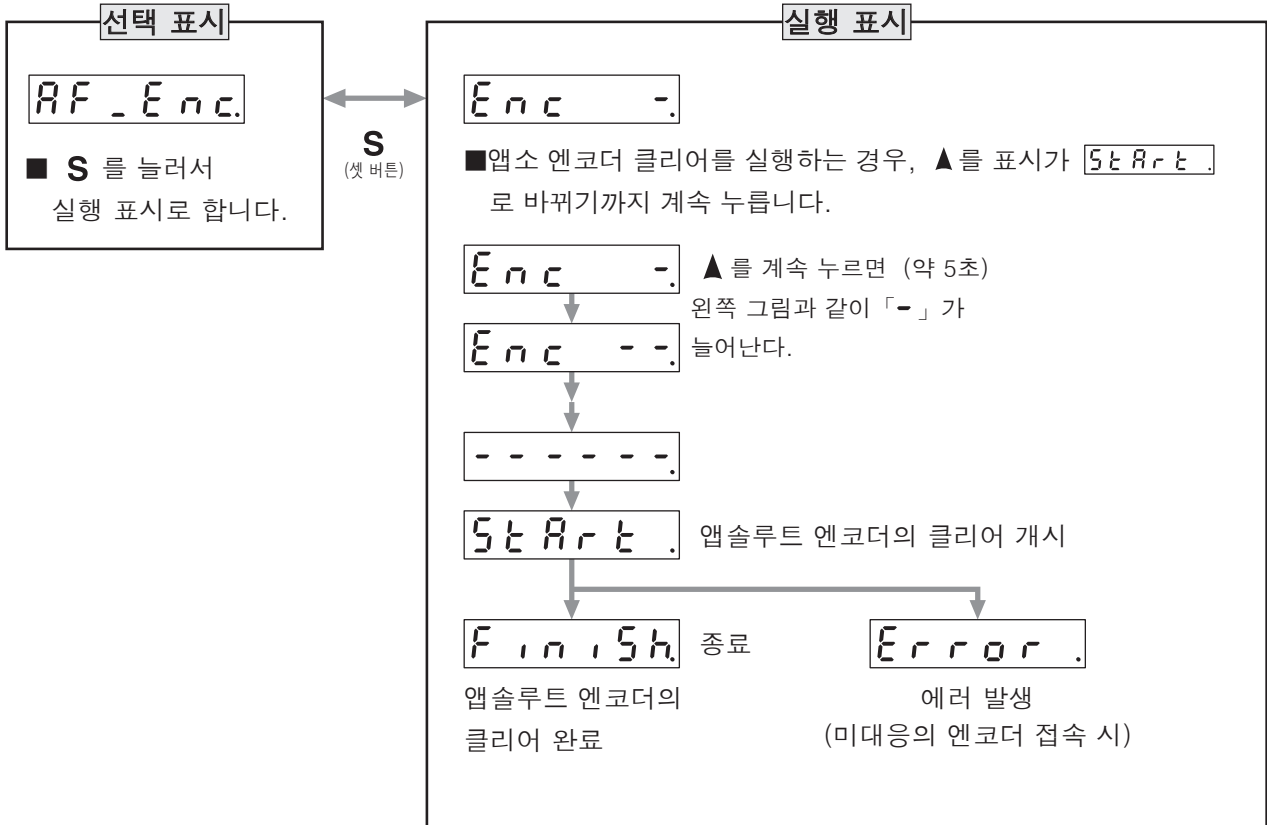 선택 표시
AF_Enc.
■ S 를 눌러서
실행 표시로 합니다.
S
(셋 버튼)
실행 표시
Enc -.
■앱소 엔코더 클리어를 실행하는 경우, ▲를 표시가 StArt .
로 바뀌기까지 계속 누릅니다.
Enc -.
▲를 계속 누르면 (약 5초)
왼쪽 그림과 같이「-」가
늘어난다.
Enc --.
------.
StArt . 앱솔루트 엔코더의 클리어 개시
FiniSh. 종료
앱솔루트 엔코더의
클리어 완료
Error .
에러 발생
(미대응의 엔코더 접속 시)